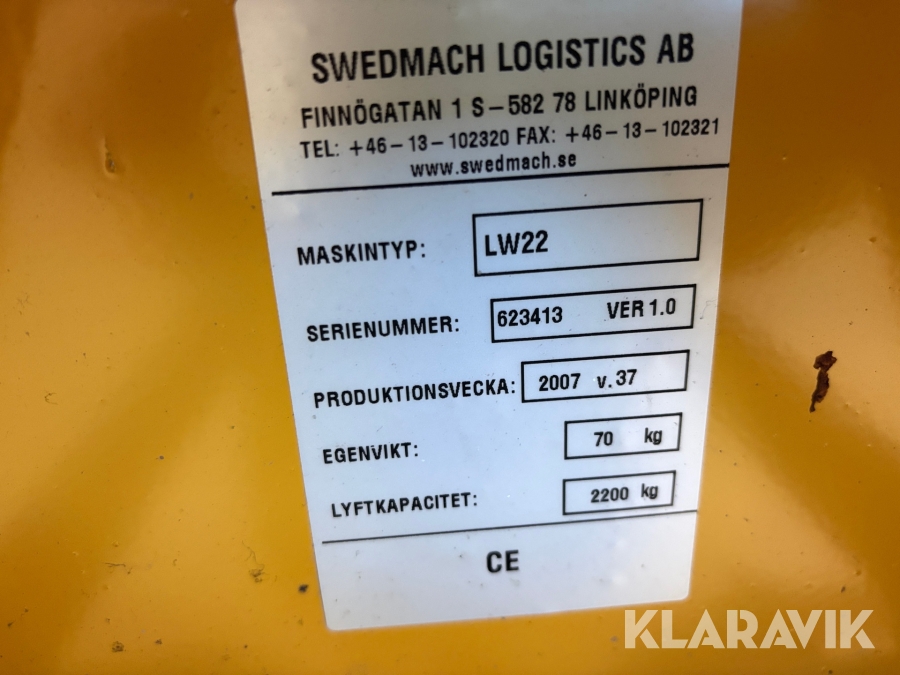 SWEDMACH LOGISTICS AB
FINNÖGATAN 1 S-582 78 LINKÖPING
TEL: +46-13-102320 FAX: +46-13-102321
www.swedmach.se
MASKINTYP: LW22
SERIENUMMER: 623413 VER 1.0
PRODUKTIONSVECKA: 2007 v.37
EGENVIKT: 70 kg
LYFTKAPACITET: 2200 kg
CE
KLARAVIK